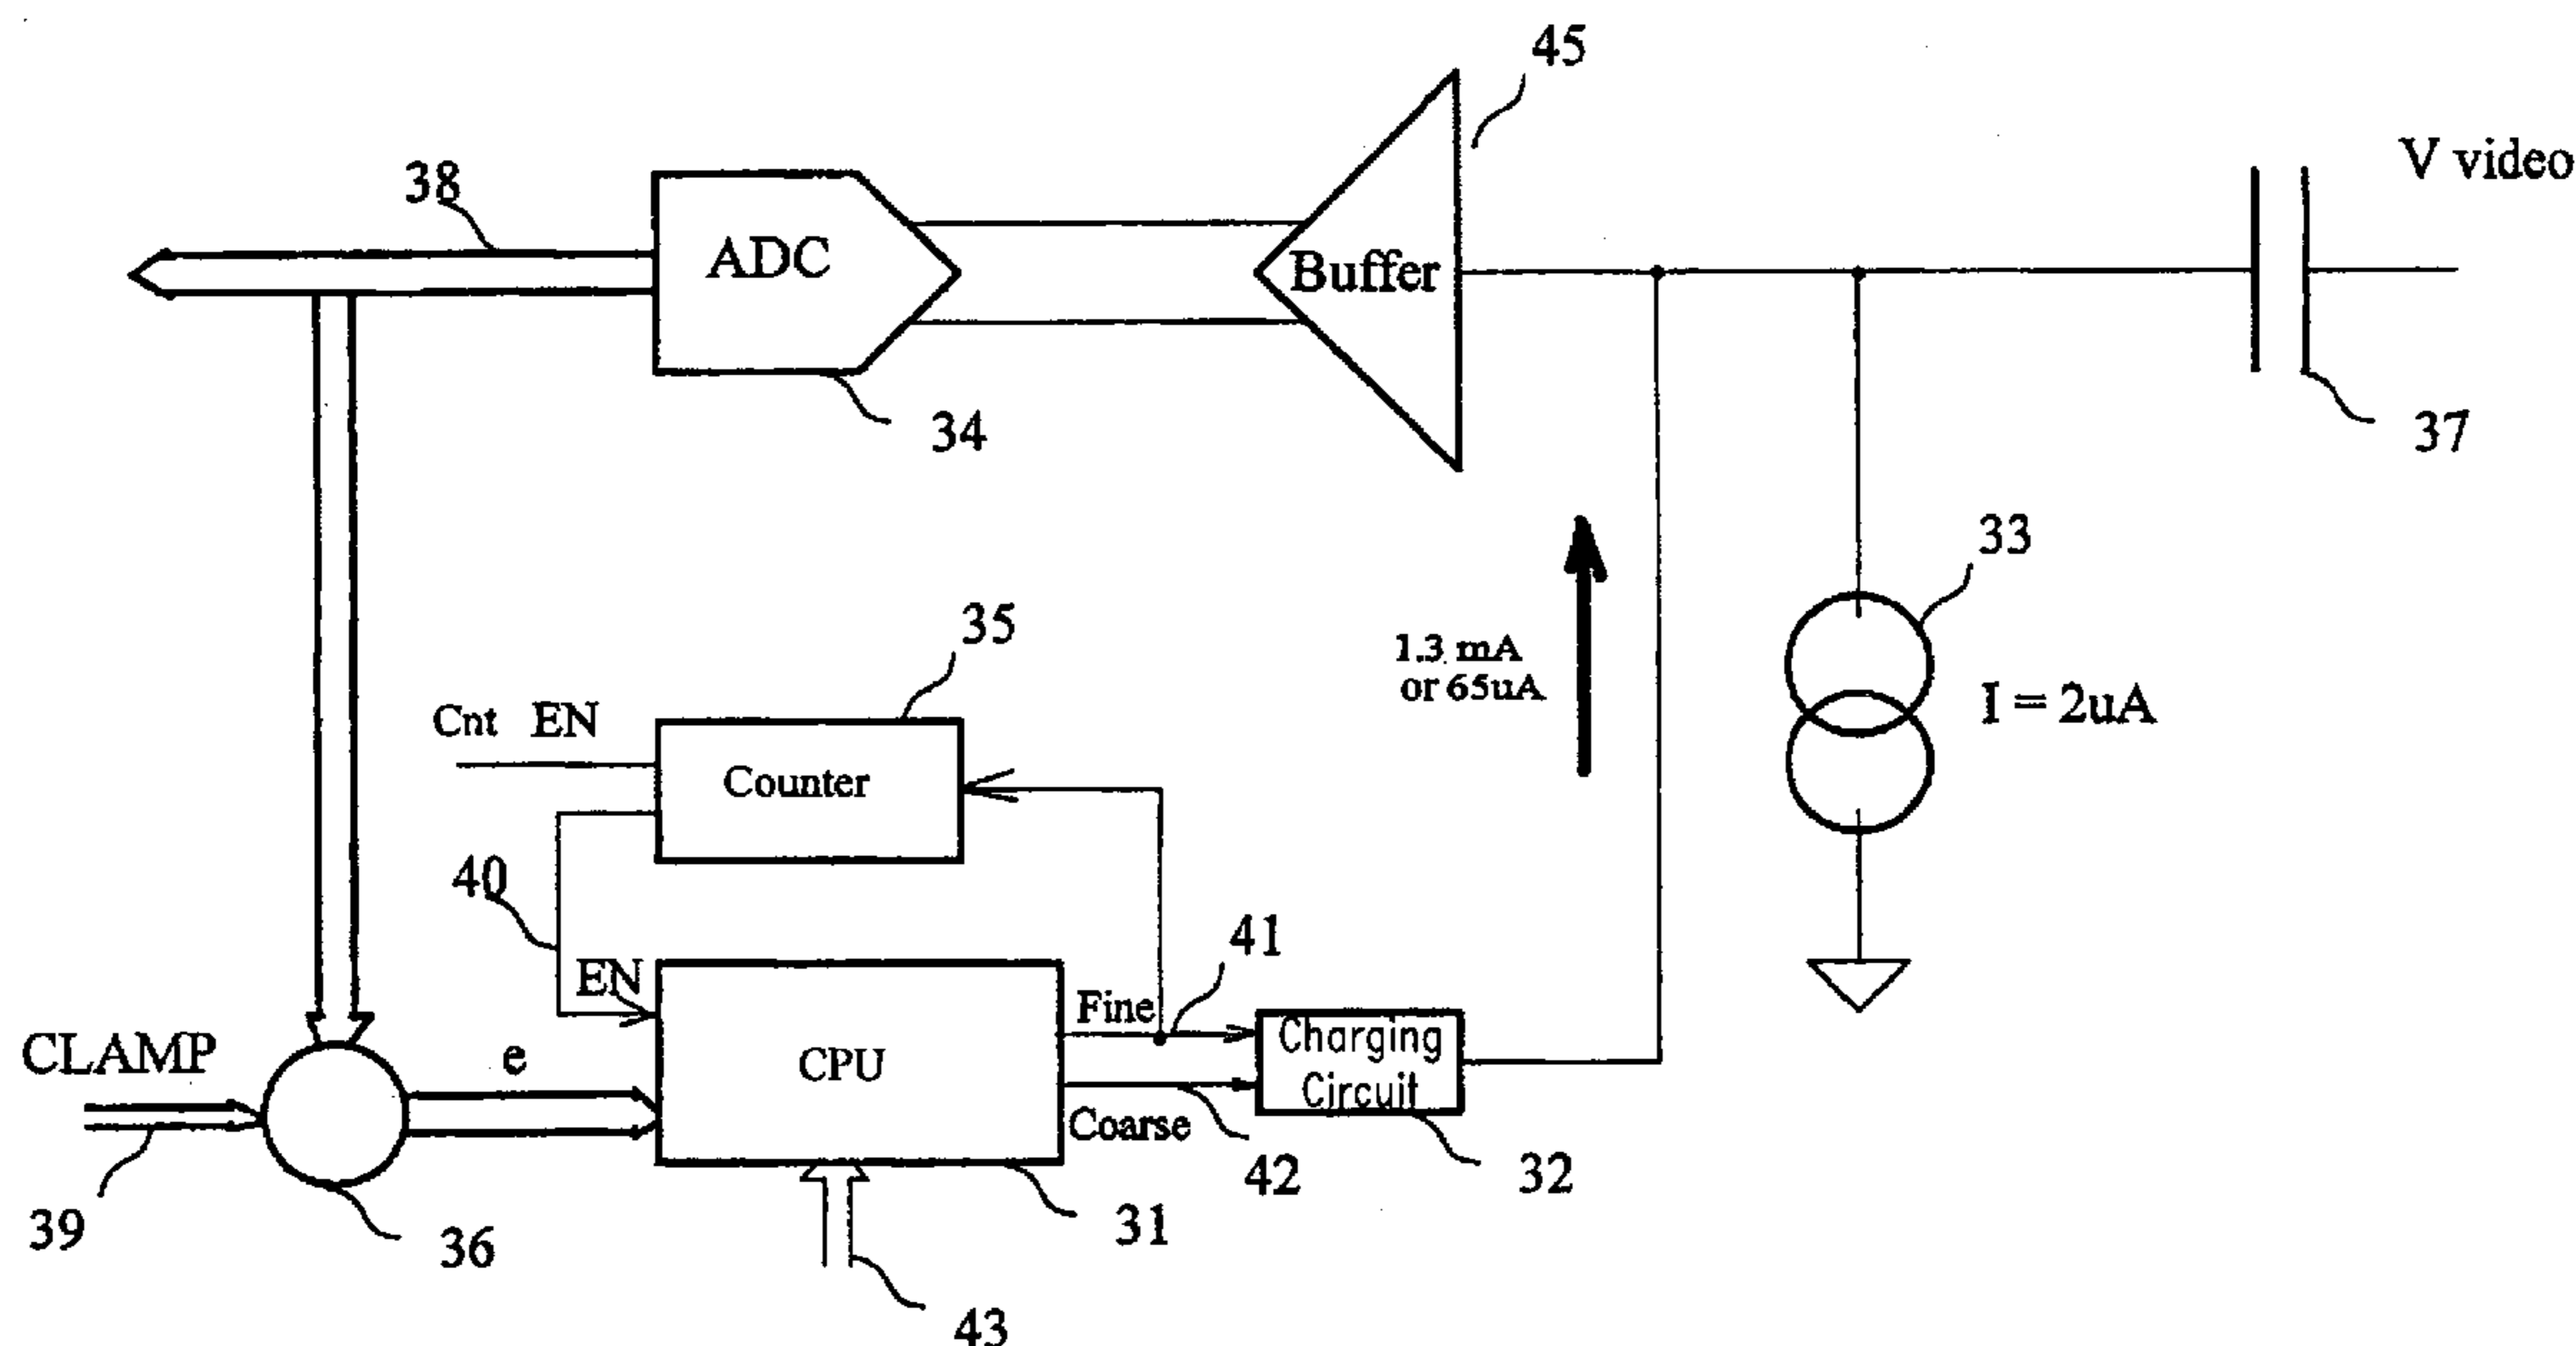 45
V video
38
ADC
Buffer
34
37
33
35
1.3 mA
or 65uA
Cnt EN
I = 2uA
Counter
40
41
EN
Fine
CLAMP
e
CPU
Charging
Circuit
Coarse
42
32
39
36
31
43